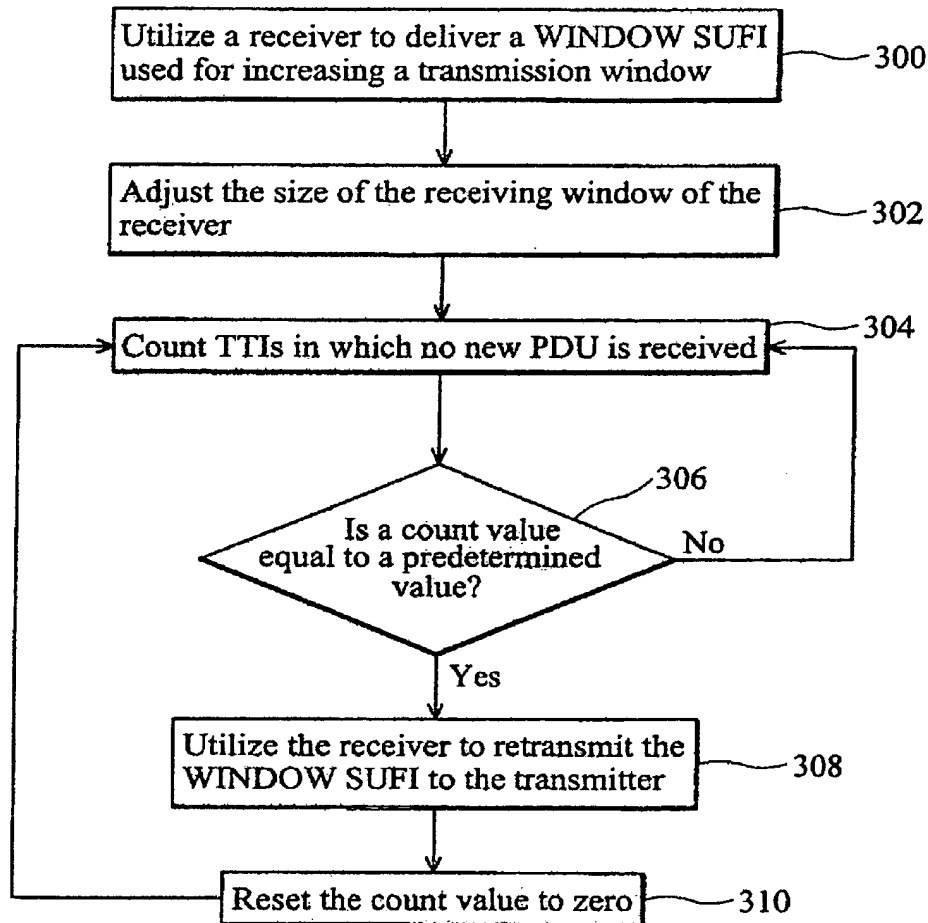 Utilize a receiver to deliver a WINDOW SUFI
used for increasing a transmission window
300
Adjust the size of the receiving window of the
receiver
302
304
Count TTIs in which no new PDU is received
306
Is a count value
equal to a predetermined
value?
No
Yes
Utilize the receiver to retransmit the
WINDOW SUFI to the transmitter
308
Reset the count value to zero
310